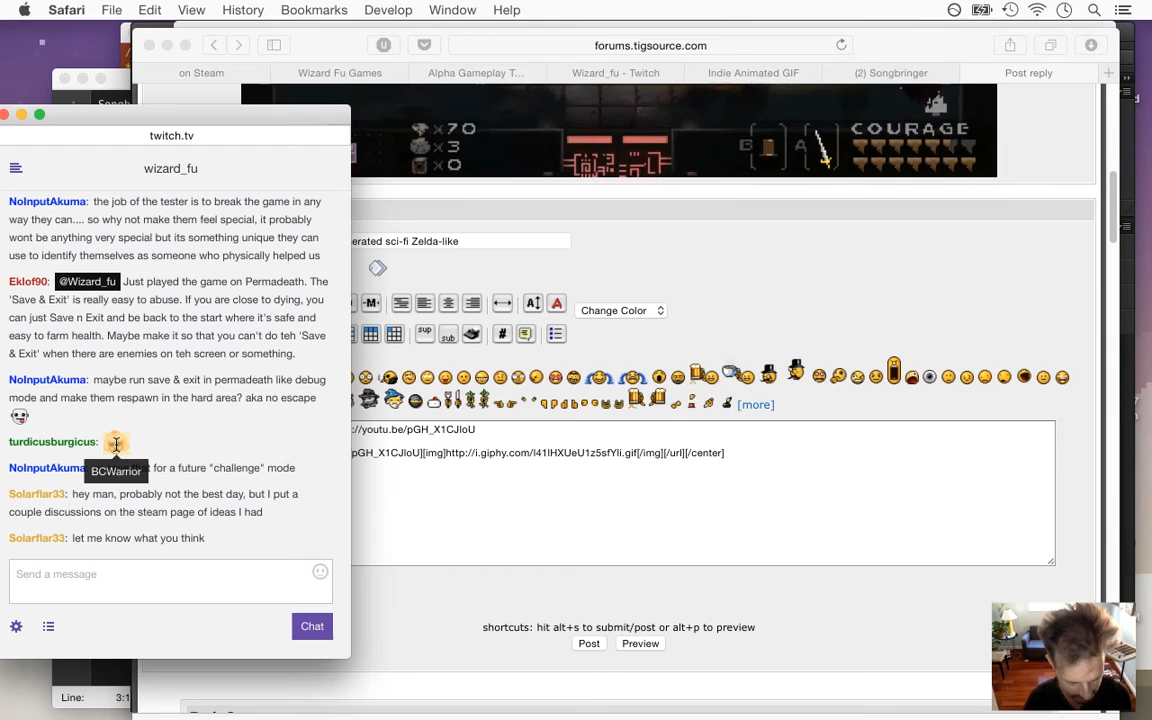 Safari File Edit View History Bookmarks Develop Window Help
forums.tigsource.com
on Steam Wizard Fu Games Alpha Gameplay T... Wizard_fu - Twitch Indie Animated GIF (2) Songbringer Post reply
twitch.tv
wizard_fu
×70
×3
×0
B A COURAGE
NoInputAkuma: the job of the tester is to break the game in any
way they can.... so why not make them feel special, it probably
wont be anything very special but its something unique they can
use to identify themselves as someone who physically helped us
Eklof90: @Wizard_fu Just played the game on Permadeath. The
'Save & Exit' is really easy to abuse. If you are close to dying, you
can just Save n Exit and be back to the start where it's safe and
easy to farm health. Maybe make it so that you can't do teh 'Save
& Exit' when there are enemies on teh screen or something.
NoInputAkuma: maybe run save & exit in permadeath like debug
mode and make them respawn in the hard area? aka no escape
turdicusburgicus:
BCWarrior
NoInputAkuma that for a future "challenge" mode
Solarflar33: hey man, probably not the best day, but I put a
couple discussions on the steam page of ideas I had
Solarflar33: let me know what you think
Send a message
Chat
erated sci-fi Zelda-like
Change Color
sup
sub
#
[more]
://youtu.be/pGH_X1CJIoU
pGH_X1CJIoU][img]http://i.giphy.com/l41IHXUeU1z5sfYli.gif[/img][/url][/center]
shortcuts: hit alt+s to submit/post or alt+p to preview
Post Preview
Line: 3:1